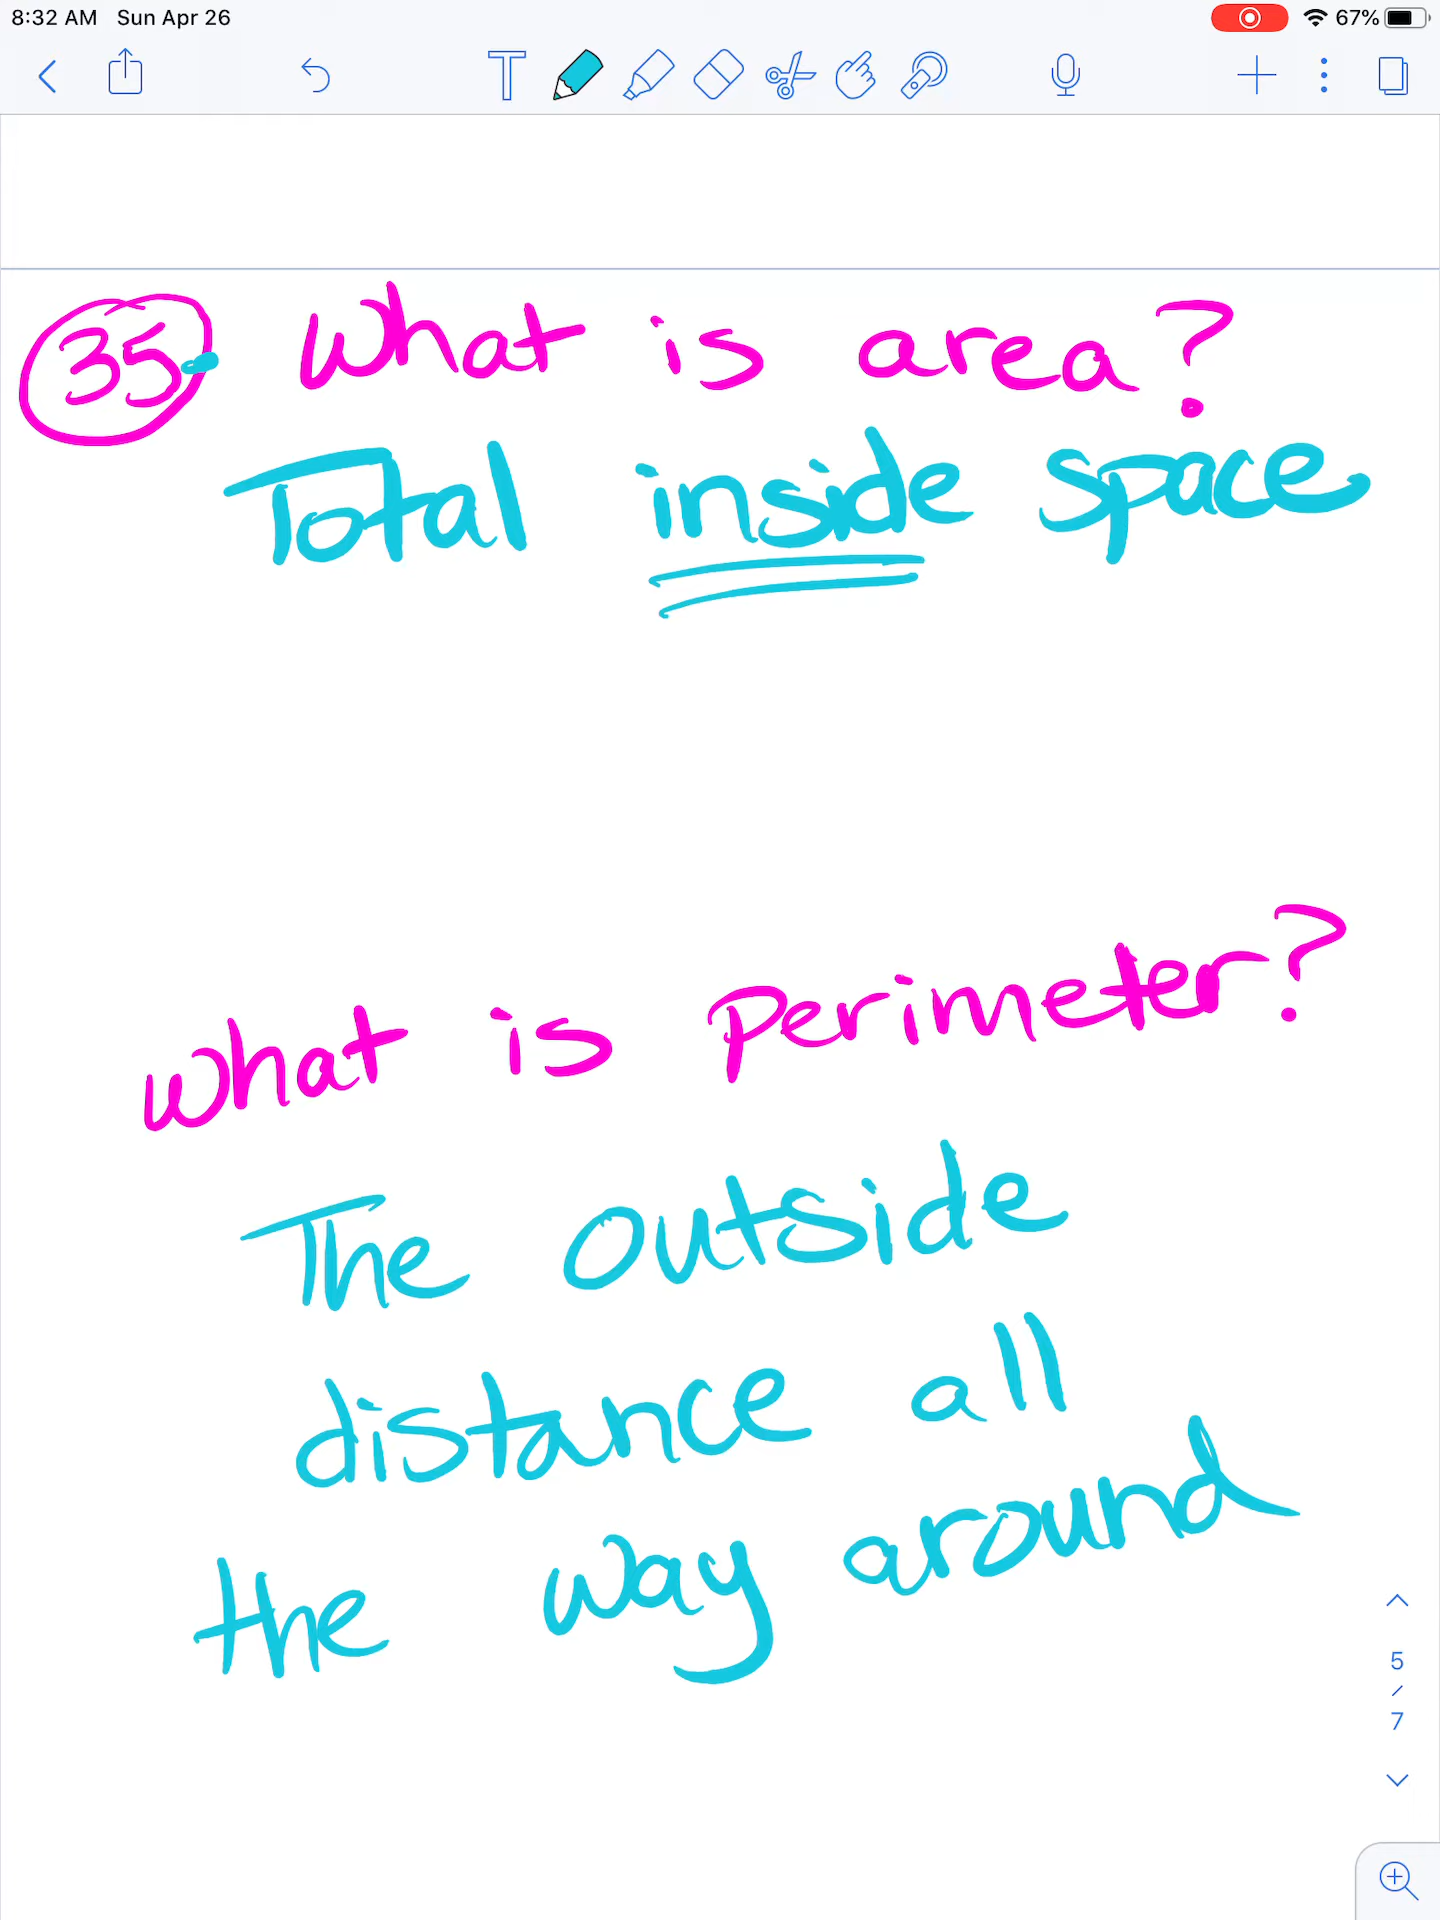 8:32 AM Sun Apr 26 67%
T
35 What is area?
Total inside space
What is perimeter?
The outside
distance all
the way around
5
/
7